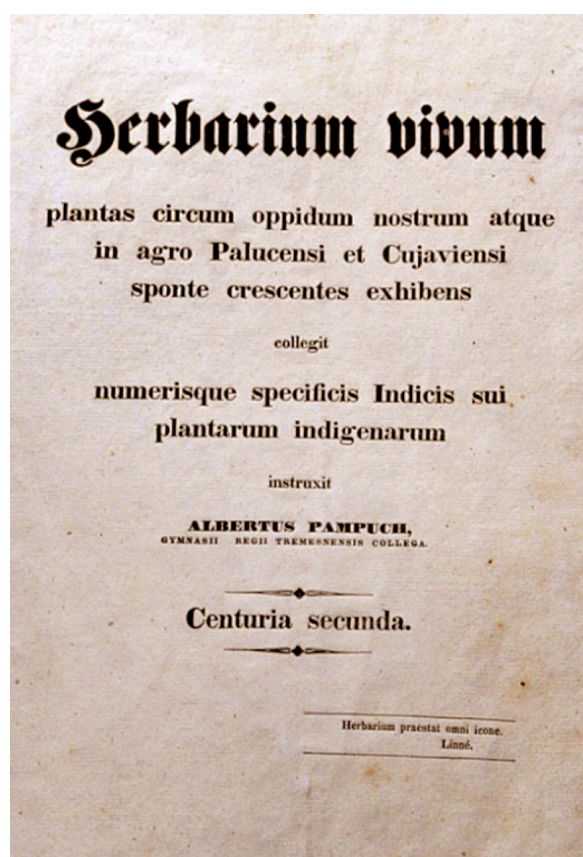 Herbarium vivum
plantas circum oppidum nostrum atque
in agro Palucensi et Cujaviensi
sponte crescentes exhibens
collegit
numerisque specificis Indicis sui
plantarum indigenarum
instruxit
ALBERTUS PAMPUCH,
GYMNASII REGII TREMESNENSIS COLLEGA.
Centuria secunda.
Herbarium praestat omni icone.
Linné.